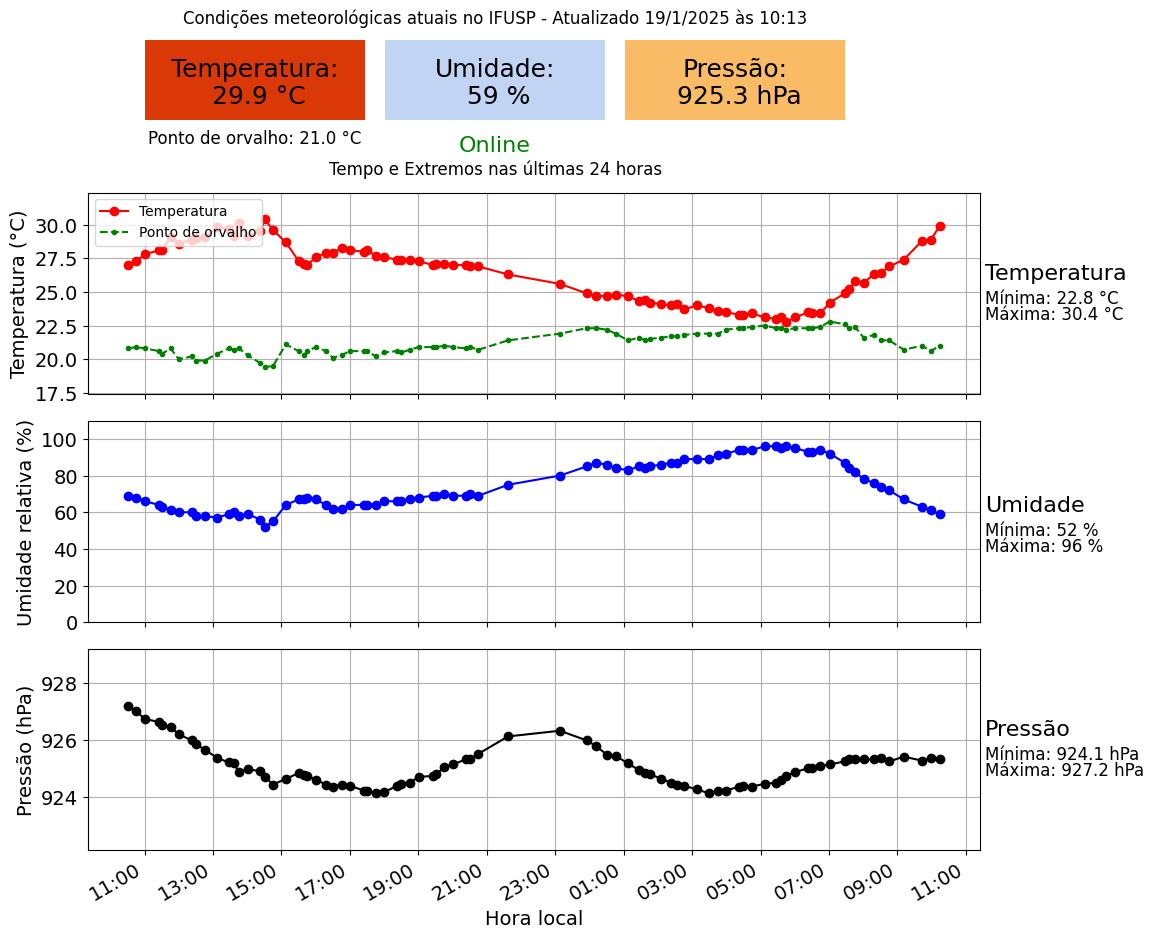 Condições meteorológicas atuais no IFUSP - Atualizado 19/1/2025 às 10:13
Temperatura:
29.9 °C
Umidade:
59 %
Pressão:
925.3 hPa
Ponto de orvalho: 21.0 °C
Online
Tempo e Extremos nas últimas 24 horas
Temperatura (°C)
30.0
27.5
25.0
22.5
20.0
17.5
Temperatura
Ponto de orvalho
Temperatura
Mínima: 22.8 °C
Máxima: 30.4 °C
Umidade relativa (%)
100
80
60
40
20
0
Umidade
Mínima: 52 %
Máxima: 96 %
Pressão (hPa)
928
926
924
Pressão
Mínima: 924.1 hPa
Máxima: 927.2 hPa
11:00
13:00
15:00
17:00
19:00
21:00
23:00
01:00
03:00
05:00
07:00
09:00
11:00
Hora local